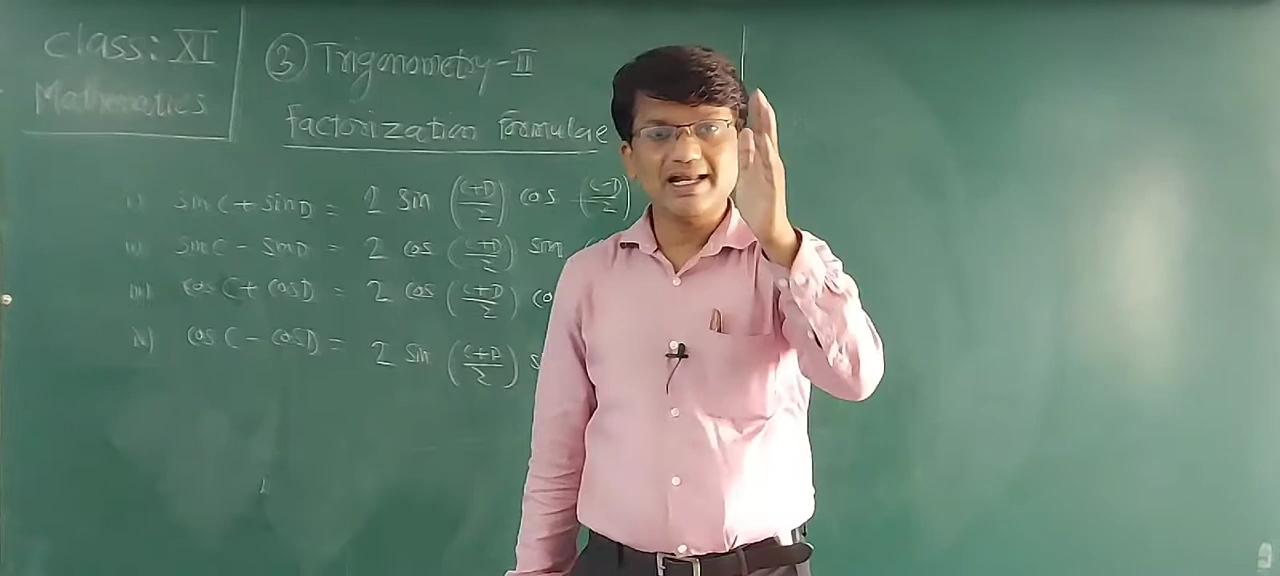 Class: XI
Mathematics
③ Trigonometry-II
Factorization Formulae
i) sin C + sin D = 2 sin (C+D/2) cos (C-D/2)
ii) sin C - sin D = 2 cos (C+D/2) sin
iii) cos C + cos D = 2 cos (C+D/2) co
iv) cos C - cos D = 2 sin (C+D/2) s